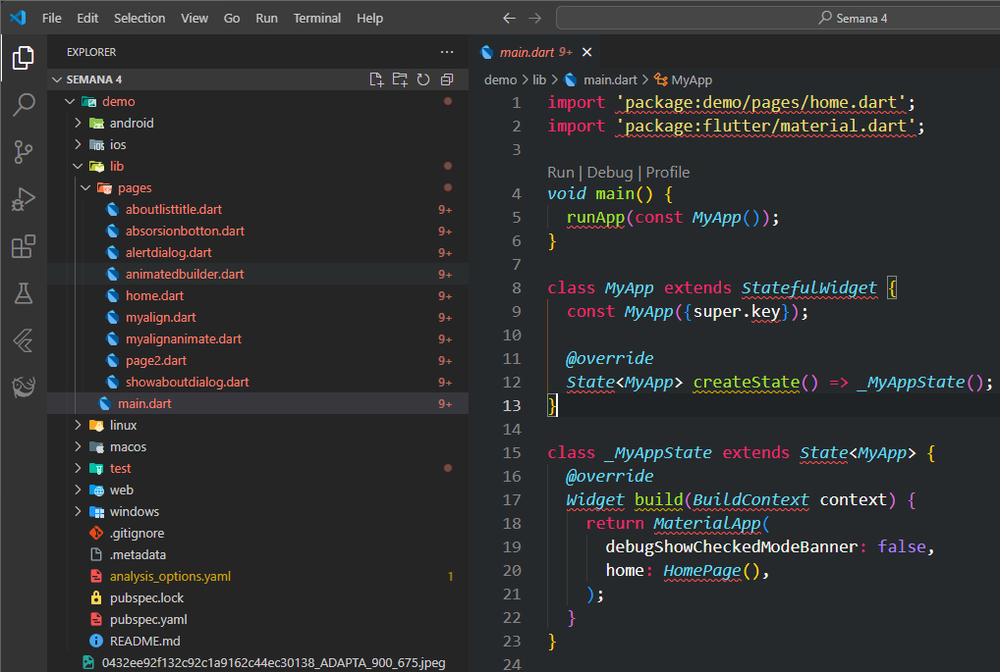 File Edit Selection View Go Run Terminal Help
Semana 4
EXPLORER
SEMANA 4
demo
android
ios
lib
pages
aboutlisttitle.dart 9+
absorsionbotton.dart 9+
alertdialog.dart 9+
animatedbuilder.dart 9+
home.dart 9+
myalign.dart 9+
myalignanimate.dart 9+
page2.dart 9+
showaboutdialog.dart 9+
main.dart 9+
linux
macos
test
web
windows
.gitignore
.metadata
analysis_options.yaml 1
pubspec.lock
pubspec.yaml
README.md
0432ee92f132c92c1a9162c44ec30138_ADAPTA_900_675.jpeg
main.dart 9+
demo > lib > main.dart > MyApp
1 import 'package:demo/pages/home.dart';
2 import 'package:flutter/material.dart';
3
Run | Debug | Profile
4 void main() {
5 runApp(const MyApp());
6 }
7
8 class MyApp extends StatefulWidget {
9 const MyApp({super.key});
10
11 @override
12 State<MyApp> createState() => _MyAppState();
13 }
14
15 class _MyAppState extends State<MyApp> {
16 @override
17 Widget build(BuildContext context) {
18 return MaterialApp(
19 debugShowCheckedModeBanner: false,
20 home: HomePage(),
21 );
22 }
23 }
24